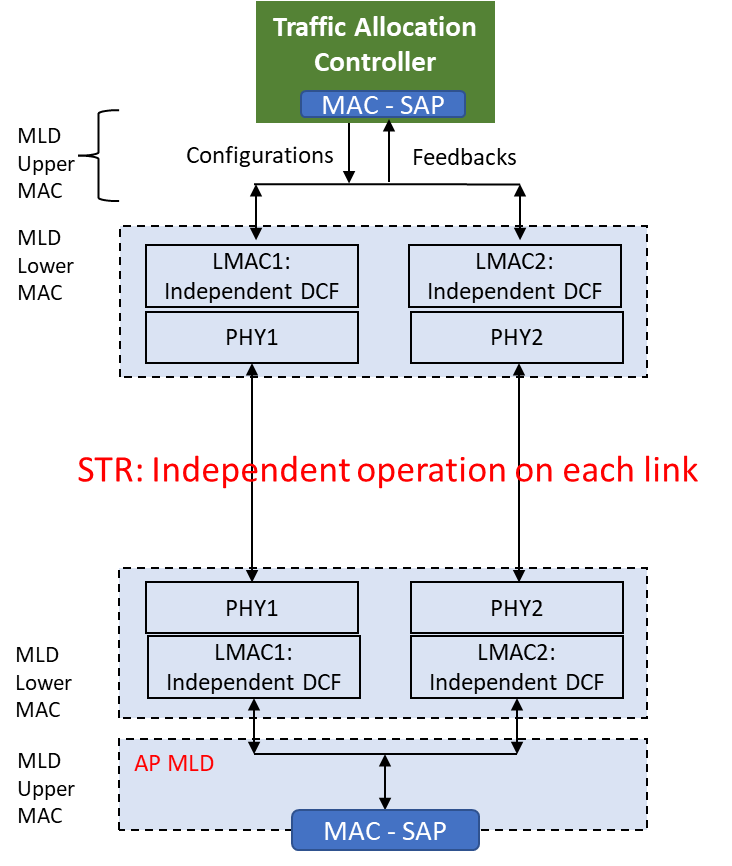 Traffic Allocation
Controller
MAC - SAP
MLD
Upper
MAC
Configurations
Feedbacks
MLD
Lower
MAC
LMAC1:
Independent DCF
LMAC2:
Independent DCF
PHY1
PHY2
STR: Independent operation on each link
PHY1
PHY2
MLD
Lower
MAC
LMAC1:
Independent DCF
LMAC2:
Independent DCF
MLD
Upper
MAC
AP MLD
MAC - SAP